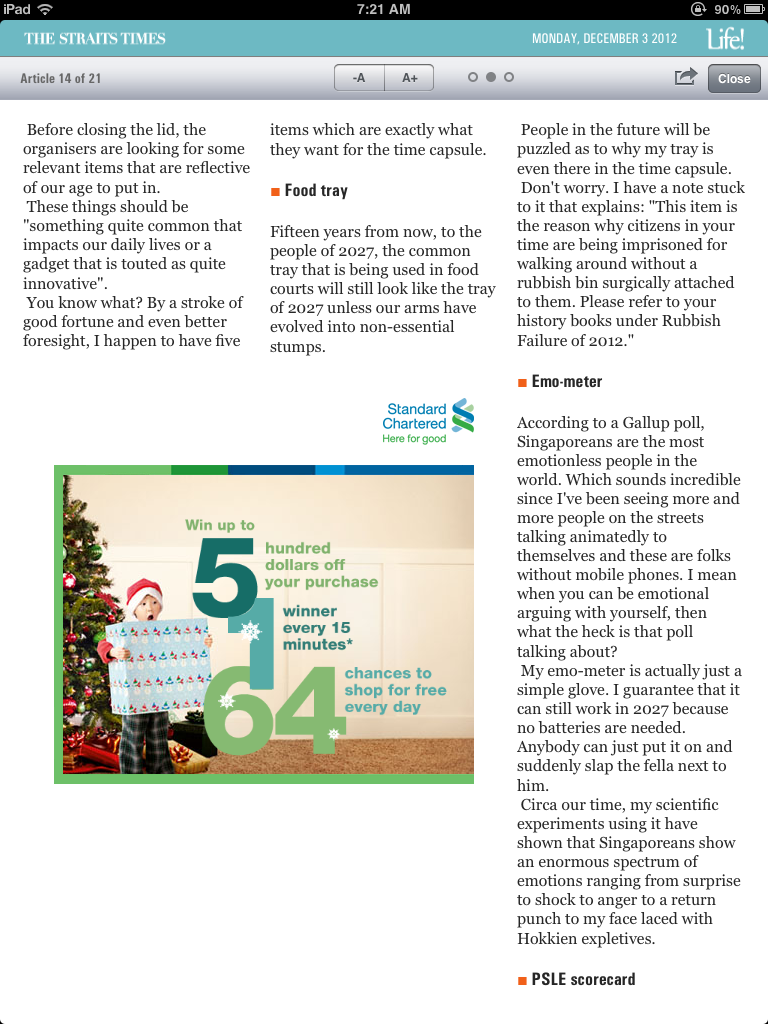 iPad 7:21 AM 90%
THE STRAITS TIMES MONDAY, DECEMBER 3 2012 Life!
Article 14 of 21 -A A+ Close
Before closing the lid, the
organisers are looking for some
relevant items that are reflective
of our age to put in.
These things should be
"something quite common that
impacts our daily lives or a
gadget that is touted as quite
innovative".
You know what? By a stroke of
good fortune and even better
foresight, I happen to have five
items which are exactly what
they want for the time capsule.
■ Food tray
Fifteen years from now, to the
people of 2027, the common
tray that is being used in food
courts will still look like the tray
of 2027 unless our arms have
evolved into non-essential
stumps.
People in the future will be
puzzled as to why my tray is
even there in the time capsule.
Don't worry. I have a note stuck
to it that explains: "This item is
the reason why citizens in your
time are being imprisoned for
walking around without a
rubbish bin surgically attached
to them. Please refer to your
history books under Rubbish
Failure of 2012."
■ Emo-meter
According to a Gallup poll,
Singaporeans are the most
emotionless people in the
world. Which sounds incredible
since I've been seeing more and
more people on the streets
talking animatedly to
themselves and these are folks
without mobile phones. I mean
when you can be emotional
arguing with yourself, then
what the heck is that poll
talking about?
My emo-meter is actually just a
simple glove. I guarantee that it
can still work in 2027 because
no batteries are needed.
Anybody can just put it on and
suddenly slap the fella next to
him.
Circa our time, my scientific
experiments using it have
shown that Singaporeans show
an enormous spectrum of
emotions ranging from surprise
to shock to anger to a return
punch to my face laced with
Hokkien expletives.
■ PSLE scorecard
Standard
Chartered
Here for good
Win up to
5 hundred
dollars off
your purchase
1 winner
every 15
minutes*
64 chances to
shop for free
every day